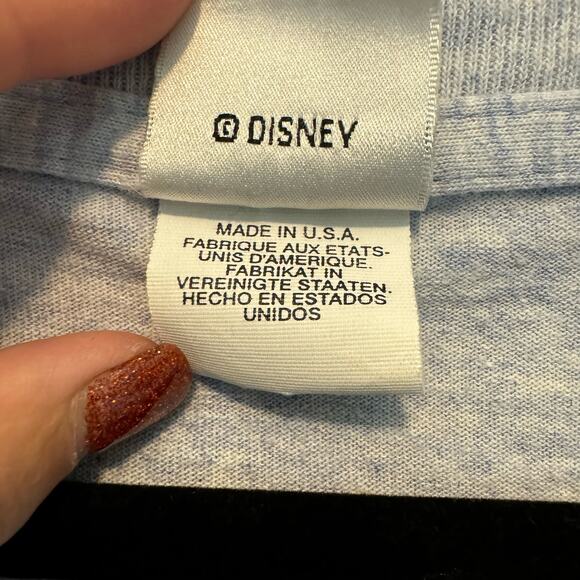 © DISNEY
MADE IN U.S.A.
FABRIQUE AUX ETATS-
UNIS D'AMERIQUE.
FABRIKAT IN
VEREINIGTE STAATEN.
HECHO EN ESTADOS
UNIDOS